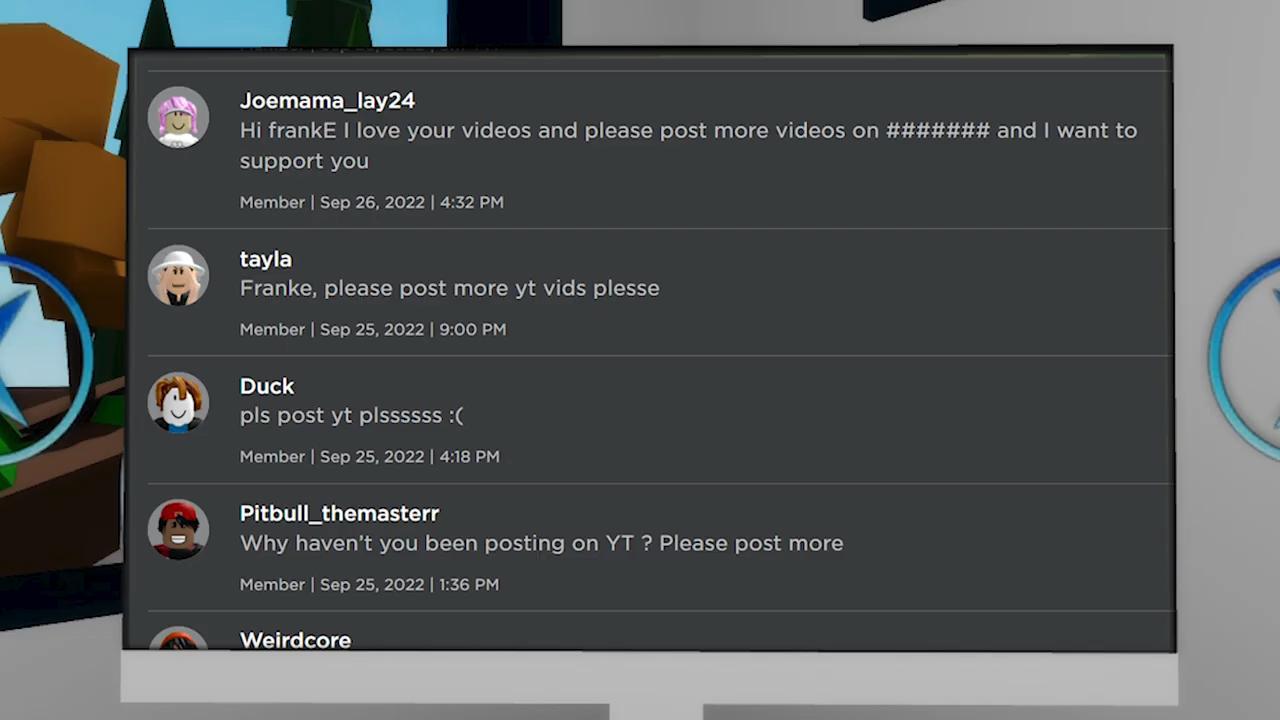 Joemama_lay24
Hi frankE I love your videos and please post more videos on ####### and I want to
support you
Member | Sep 26, 2022 | 4:32 PM
tayla
Franke, please post more yt vids plesse
Member | Sep 25, 2022 | 9:00 PM
Duck
pls post yt plssssss :(
Member | Sep 25, 2022 | 4:18 PM
Pitbull_themasterr
Why haven't you been posting on YT ? Please post more
Member | Sep 25, 2022 | 1:36 PM
Weirdcore